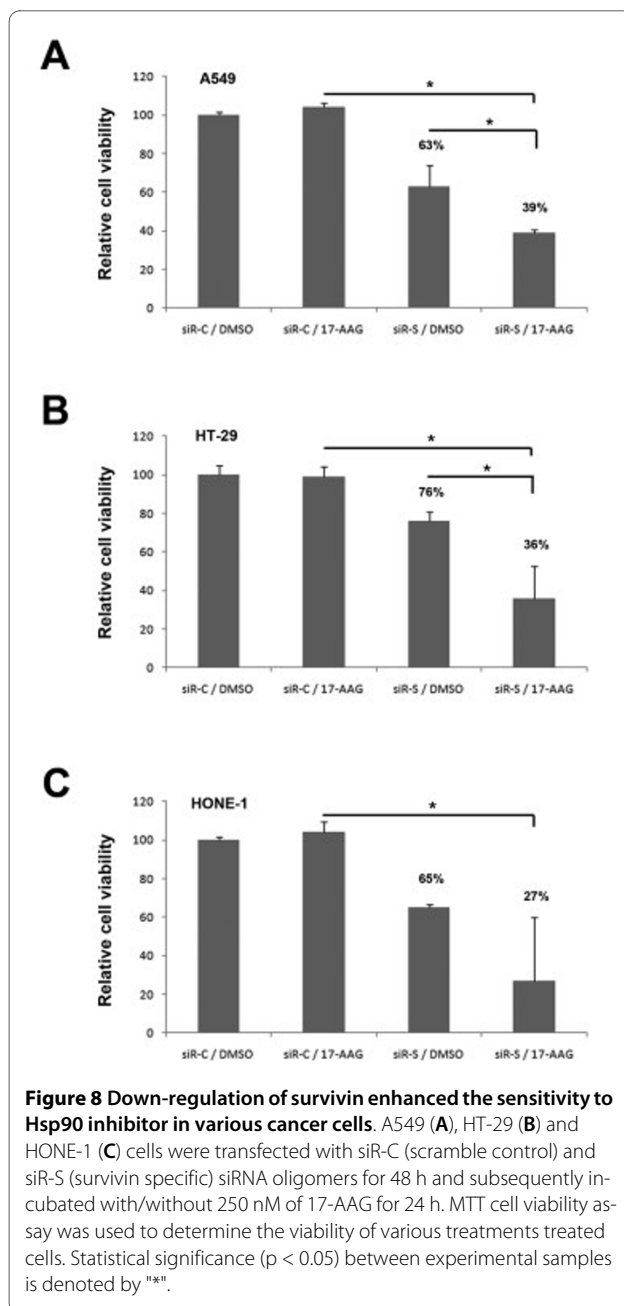 A
A549
*
*
63%
39%
Relative cell viability
120
100
80
60
40
20
0
siR-C / DMSO
siR-C / 17-AAG
siR-S / DMSO
siR-S / 17-AAG
B
HT-29
*
*
76%
36%
Relative cell viability
120
100
80
60
40
20
0
siR-C / DMSO
siR-C / 17-AAG
siR-S / DMSO
siR-S / 17-AAG
C
HONE-1
*
65%
27%
Relative cell viability
120
100
80
60
40
20
0
siR-C / DMSO
siR-C / 17-AAG
siR-S / DMSO
siR-S / 17-AAG
Figure 8 Down-regulation of survivin enhanced the sensitivity to
Hsp90 inhibitor in various cancer cells. A549 (A), HT-29 (B) and
HONE-1 (C) cells were transfected with siR-C (scramble control) and
siR-S (survivin specific) siRNA oligomers for 48 h and subsequently in-
cubated with/without 250 nM of 17-AAG for 24 h. MTT cell viability as-
say was used to determine the viability of various treatments treated
cells. Statistical significance (p < 0.05) between experimental samples
is denoted by "*".